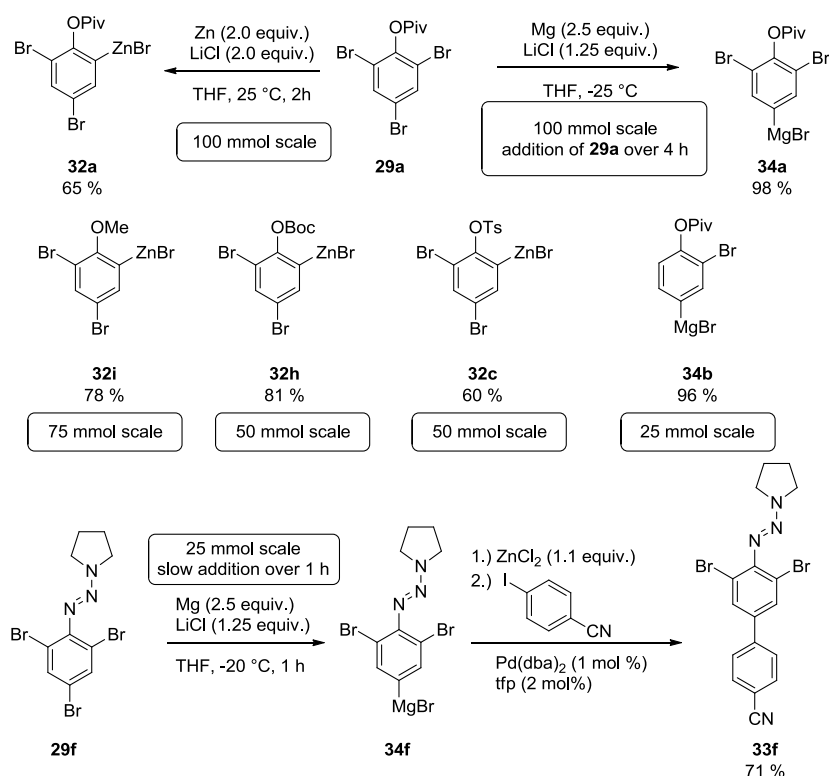 OPiv
Br
ZnBr
Br
32a
65 %
Zn (2.0 equiv.)
LiCl (2.0 equiv.)
THF, 25 °C, 2h
100 mmol scale
OPiv
Br
Br
Br
29a
Mg (2.5 equiv.)
LiCl (1.25 equiv.)
THF, -25 °C
100 mmol scale
addition of 29a over 4 h
OPiv
Br
Br
MgBr
34a
98 %
OMe
Br
ZnBr
Br
32i
78 %
75 mmol scale
OBoc
Br
ZnBr
Br
32h
81 %
50 mmol scale
OTs
Br
ZnBr
Br
32c
60 %
50 mmol scale
OPiv
Br
MgBr
34b
96 %
25 mmol scale
N
N
N
Br
Br
Br
29f
25 mmol scale
slow addition over 1 h
Mg (2.5 equiv.)
LiCl (1.25 equiv.)
THF, -20 °C, 1 h
N
N
N
Br
Br
MgBr
34f
1.) ZnCl2 (1.1 equiv.)
2.) I
CN
Pd(dba)2 (1 mol %)
tfp (2 mol%)
N
N
N
Br
Br
CN
33f
71 %